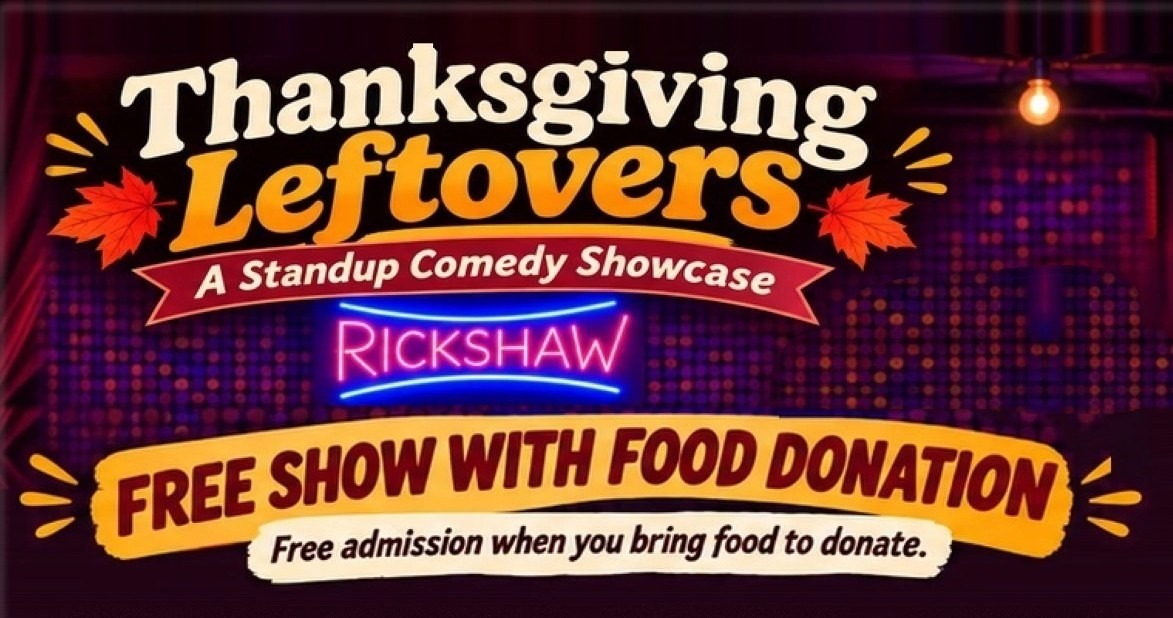 Thanksgiving
Leftovers
A Standup Comedy Showcase
RICKSHAW
FREE SHOW WITH FOOD DONATION
Free admission when you bring food to donate.